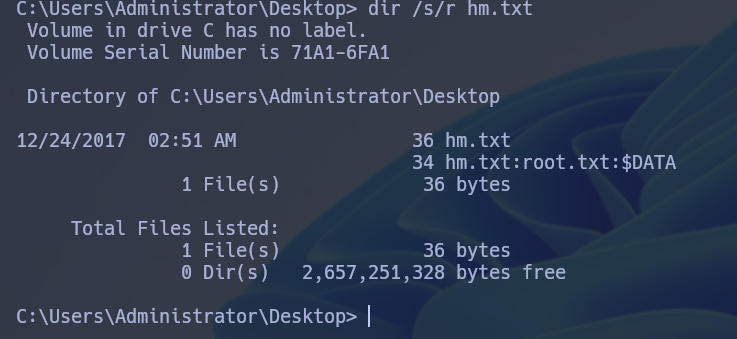 C:\Users\Administrator\Desktop> dir /s/r hm.txt
Volume in drive C has no label.
Volume Serial Number is 71A1-6FA1
Directory of C:\Users\Administrator\Desktop
12/24/2017  02:51 AM                36 hm.txt
                                    34 hm.txt:root.txt:$DATA
               1 File(s)             36 bytes
     Total Files Listed:
               1 File(s)             36 bytes
               0 Dir(s)   2,657,251,328 bytes free
C:\Users\Administrator\Desktop>